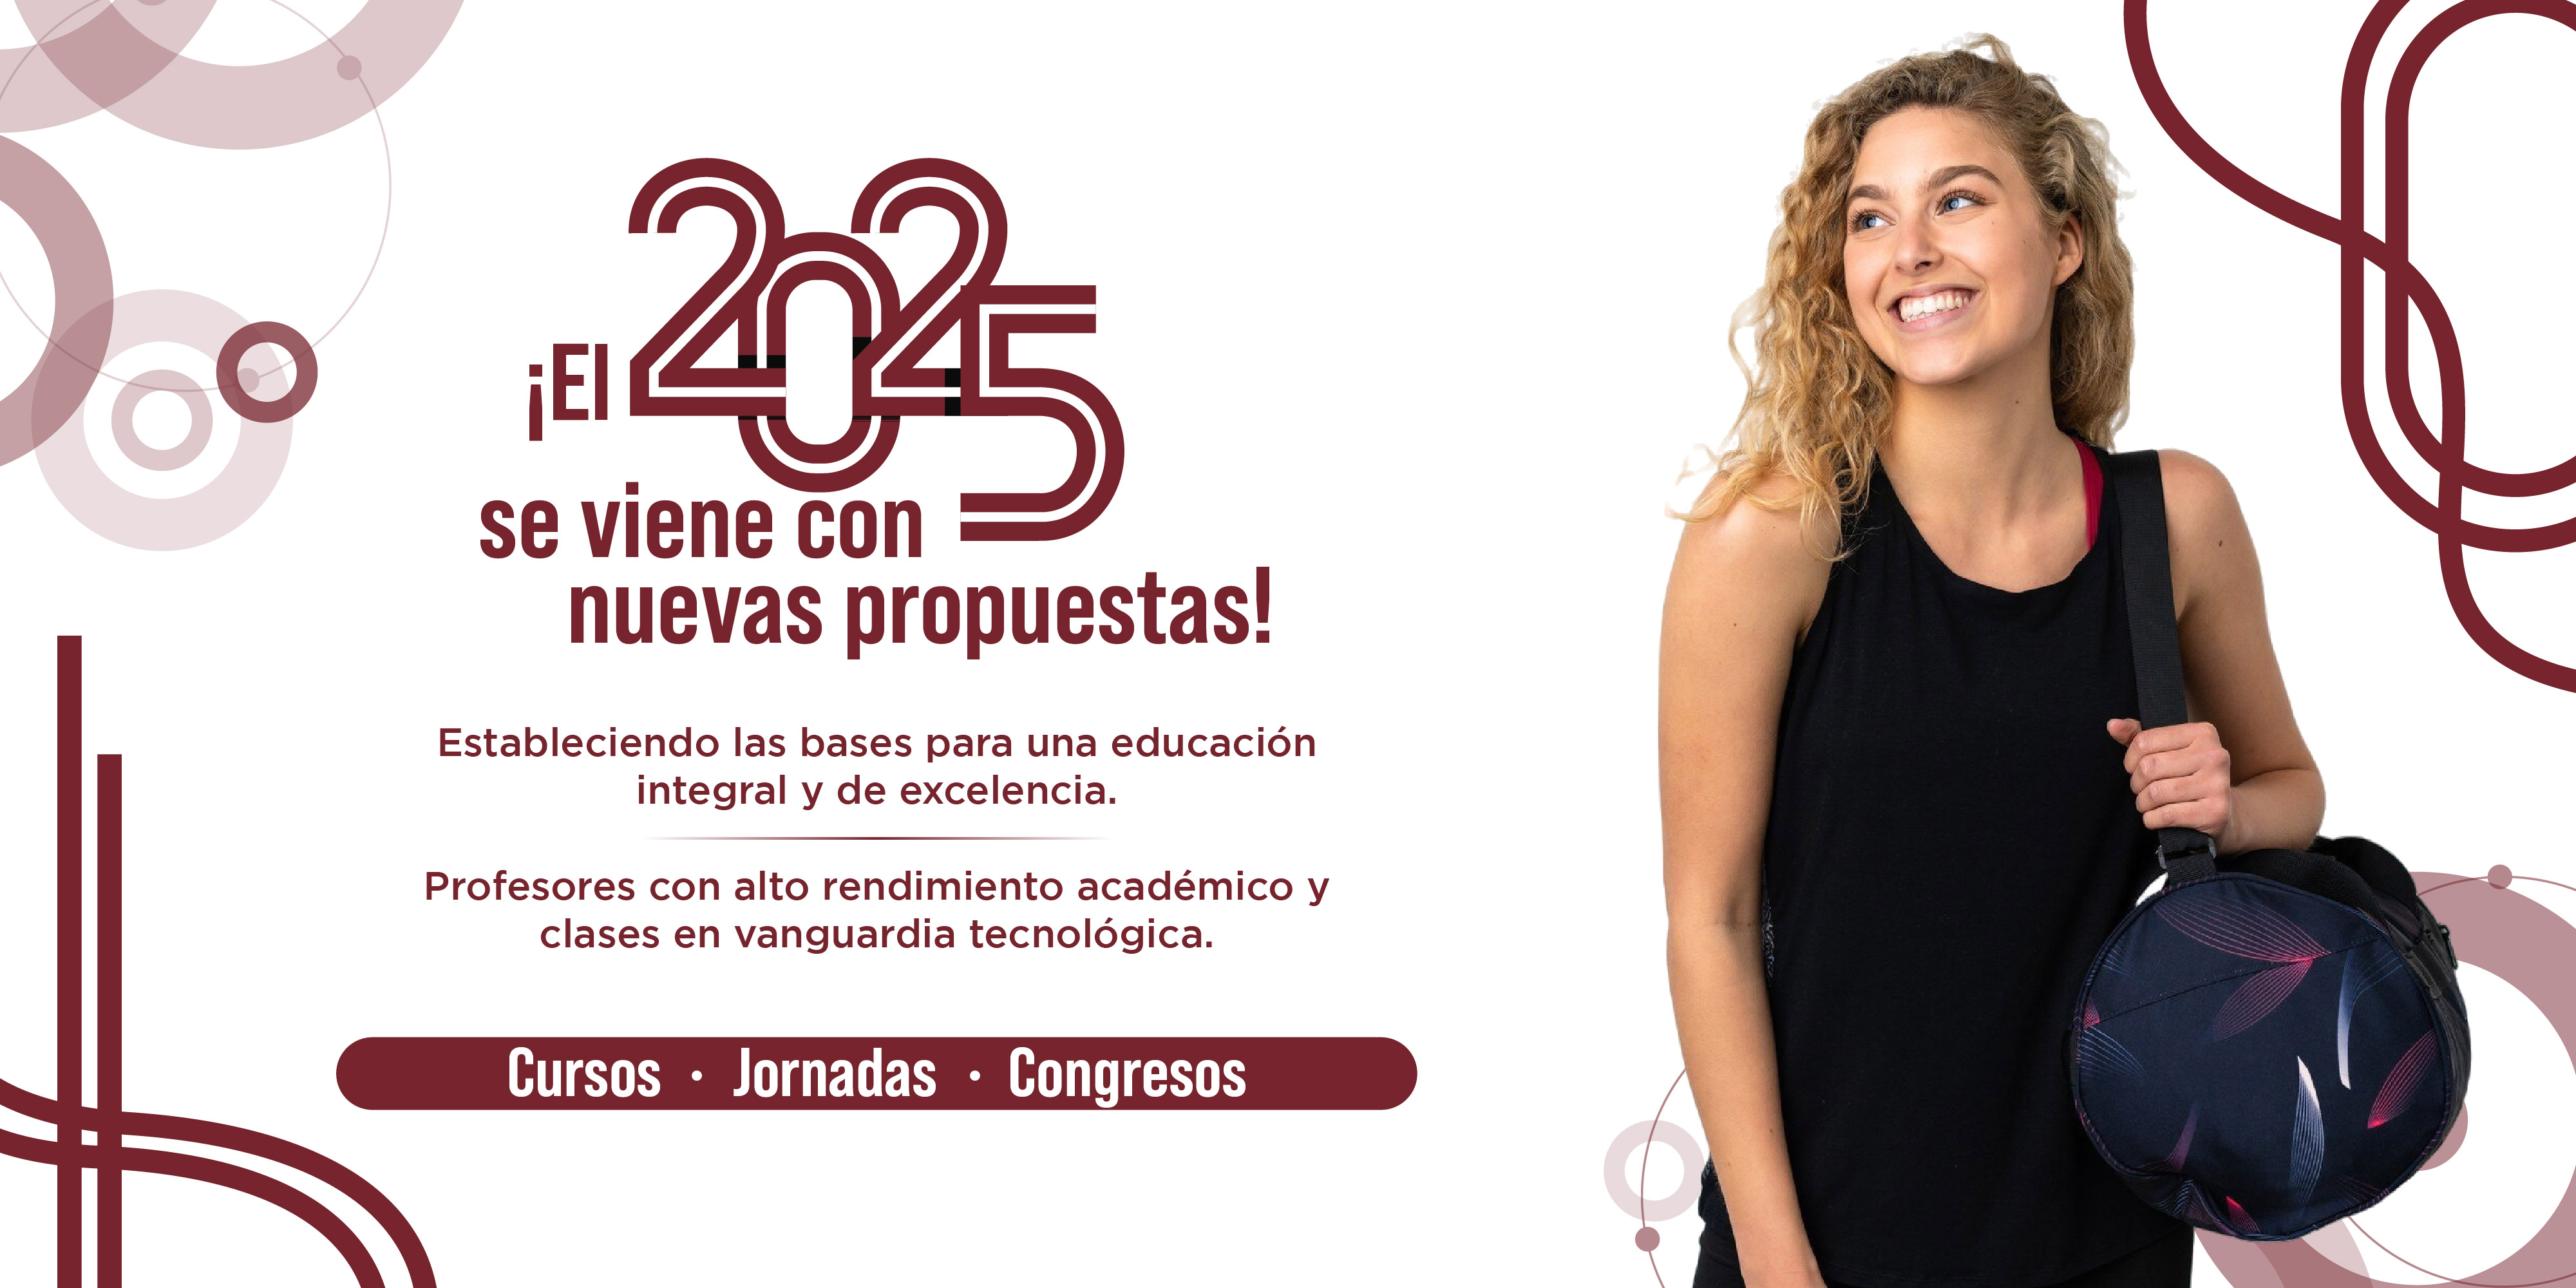 ¡El 2025
se viene con
nuevas propuestas!
Estableciendo las bases para una educación
integral y de excelencia.
Profesores con alto rendimiento académico y
clases en vanguardia tecnológica.
Cursos · Jornadas · Congresos